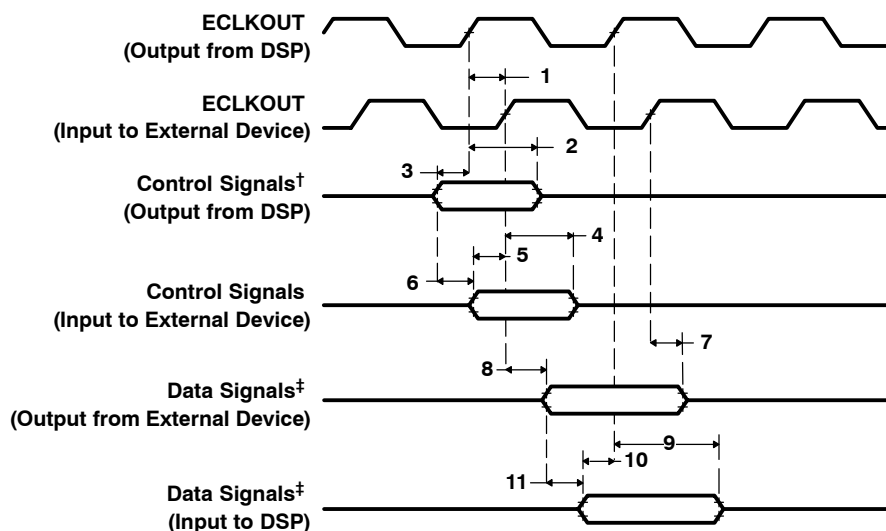 ECLKOUT
(Output from DSP)
1
ECLKOUT
(Input to External Device)
2
3
Control Signals†
(Output from DSP)
4
5
6
Control Signals
(Input to External Device)
7
8
Data Signals‡
(Output from External Device)
9
10
11
Data Signals‡
(Input to DSP)